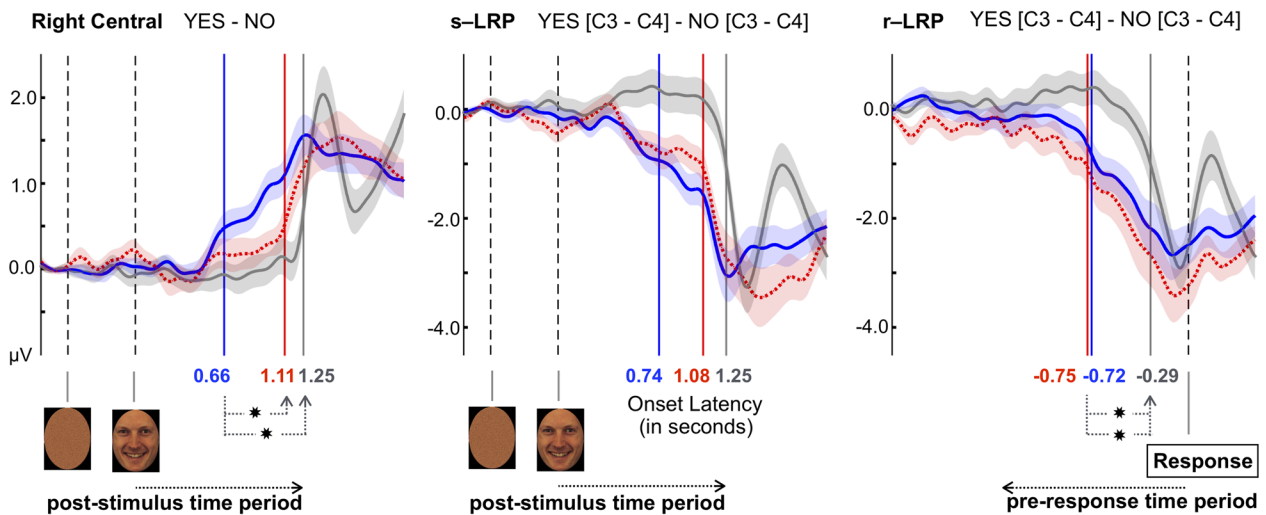 Right Central YES - NO
2.0
1.0
0.0
µV
0.66 1.11 1.25
post-stimulus time period
s–LRP YES [C3 - C4] - NO [C3 - C4]
0.0
-2.0
-4.0
0.74 1.08 1.25
Onset Latency
(in seconds)
post-stimulus time period
r–LRP YES [C3 - C4] - NO [C3 - C4]
0.0
-2.0
-4.0
-0.75 -0.72 -0.29
Response
pre-response time period